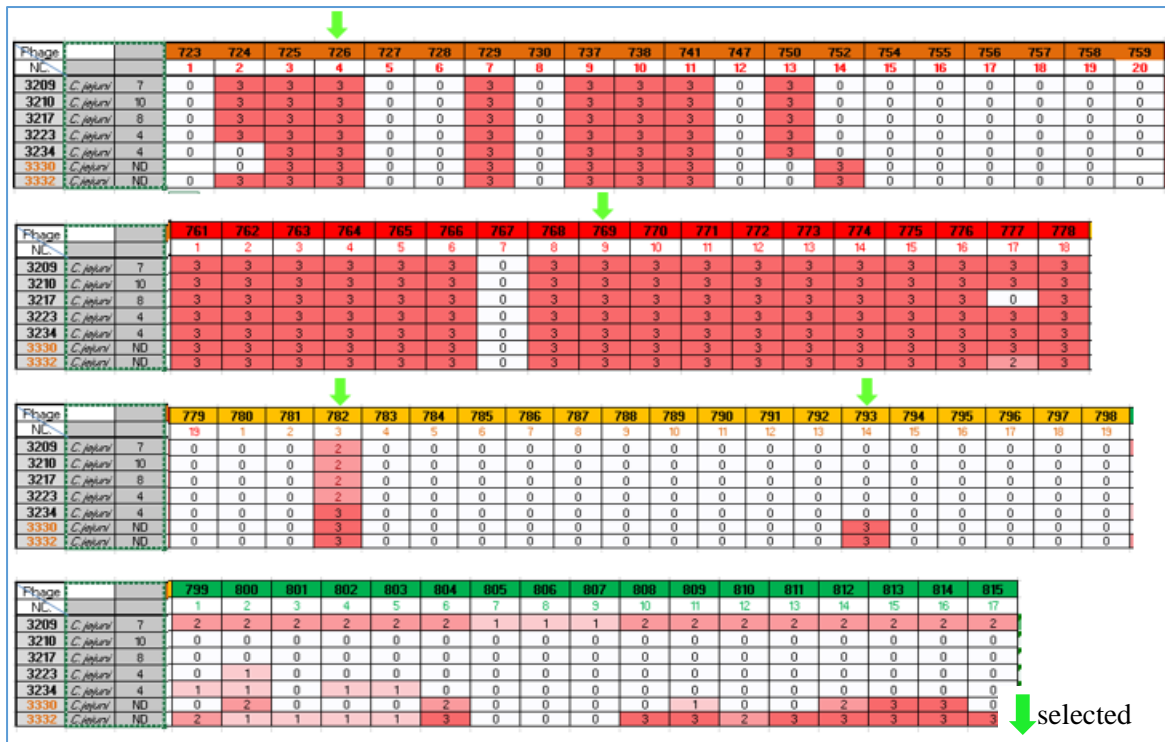 Phage 723 724 725 726 727 728 729 730 737 738 741 747 750 752 754 755 756 757 758 759
NC. 1 2 3 4 5 6 7 8 9 10 11 12 13 14 15 16 17 18 19 20
3209 C. jejuni 7 0 3 3 3 0 0 3 0 3 3 3 0 3 0 0 0 0 0 0 0
3210 C. jejuni 10 0 3 3 3 0 0 3 0 3 3 3 0 3 0 0 0 0 0 0 0
3217 C. jejuni 8 0 3 3 3 0 0 3 0 3 3 3 0 3 0 0 0 0 0 0 0
3223 C. jejuni 4 0 3 3 3 0 0 3 0 3 3 3 0 3 0 0 0 0 0 0 0
3234 C. jejuni 4 0 0 3 3 0 0 3 0 3 3 3 0 3 0 0 0 0 0 0 0
3330 C. jejuni ND 0 3 3 0 0 3 0 3 3 3 0 0 3 0 0 0 0 0
3332 C. jejuni ND 0 3 3 3 0 0 3 0 3 3 3 0 0 3 0 0 0 0 0 0
Phage 761 762 763 764 765 766 767 768 769 770 771 772 773 774 775 776 777 778
NC. 1 2 3 4 5 6 7 8 9 10 11 12 13 14 15 16 17 18
3209 C. jejuni 7 3 3 3 3 3 3 0 3 3 3 3 3 3 3 3 3 3 3
3210 C. jejuni 10 3 3 3 3 3 3 0 3 3 3 3 3 3 3 3 3 3 3
3217 C. jejuni 8 3 3 3 3 3 3 0 3 3 3 3 3 3 3 3 3 0 3
3223 C. jejuni 4 3 3 3 3 3 3 0 3 3 3 3 3 3 3 3 3 3 3
3234 C. jejuni 4 3 3 3 3 3 3 0 3 3 3 3 3 3 3 3 3 3 3
3330 C. jejuni ND 3 3 3 3 3 3 0 3 3 3 3 3 3 3 3 3 3 3
3332 C. jejuni ND 3 3 3 3 3 3 0 3 3 3 3 3 3 3 3 3 2 3
Phage 779 780 781 782 783 784 785 786 787 788 789 790 791 792 793 794 795 796 797 798
NC. 19 1 2 3 4 5 6 7 8 9 10 11 12 13 14 15 16 17 18 19
3209 C. jejuni 7 0 0 0 2 0 0 0 0 0 0 0 0 0 0 0 0 0 0 0 0
3210 C. jejuni 10 0 0 0 2 0 0 0 0 0 0 0 0 0 0 0 0 0 0 0 0
3217 C. jejuni 8 0 0 0 2 0 0 0 0 0 0 0 0 0 0 0 0 0 0 0 0
3223 C. jejuni 4 0 0 0 2 0 0 0 0 0 0 0 0 0 0 0 0 0 0 0 0
3234 C. jejuni 4 0 0 0 3 0 0 0 0 0 0 0 0 0 0 0 0 0 0 0 0
3330 C. jejuni ND 0 0 0 3 0 0 0 0 0 0 0 0 0 0 3 0 0 0 0 0
3332 C. jejuni ND 0 0 0 3 0 0 0 0 0 0 0 0 0 0 3 0 0 0 0 0
Phage 799 800 801 802 803 804 805 806 807 808 809 810 811 812 813 814 815
NC. 1 2 3 4 5 6 7 8 9 10 11 12 13 14 15 16 17
3209 C. jejuni 7 2 2 2 2 2 2 1 1 1 2 2 2 2 2 2 2 2
3210 C. jejuni 10 0 0 0 0 0 0 0 0 0 0 0 0 0 0 0 0 0
3217 C. jejuni 8 0 0 0 0 0 0 0 0 0 0 0 0 0 0 0 0 0
3223 C. jejuni 4 0 1 0 0 0 0 0 0 0 0 0 0 0 0 0 0 0
3234 C. jejuni 4 1 1 0 1 1 0 0 0 0 0 0 0 0 0 0 0 0
3330 C. jejuni ND 0 2 0 0 0 2 0 0 0 0 1 0 0 2 3 3 0
3332 C. jejuni ND 2 1 1 1 1 3 0 0 0 3 3 2 3 3 3 3 3
selected